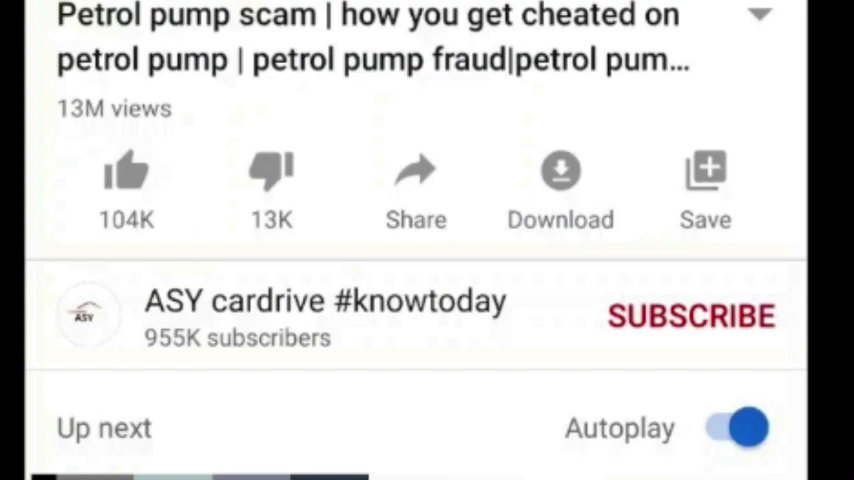 Petrol pump scam | how you get cheated on
petrol pump | petrol pump fraud|petrol pum...
13M views
104K
13K
Share
Download
Save
ASY
ASY cardrive #knowtoday
955K subscribers
SUBSCRIBE
Up next
Autoplay